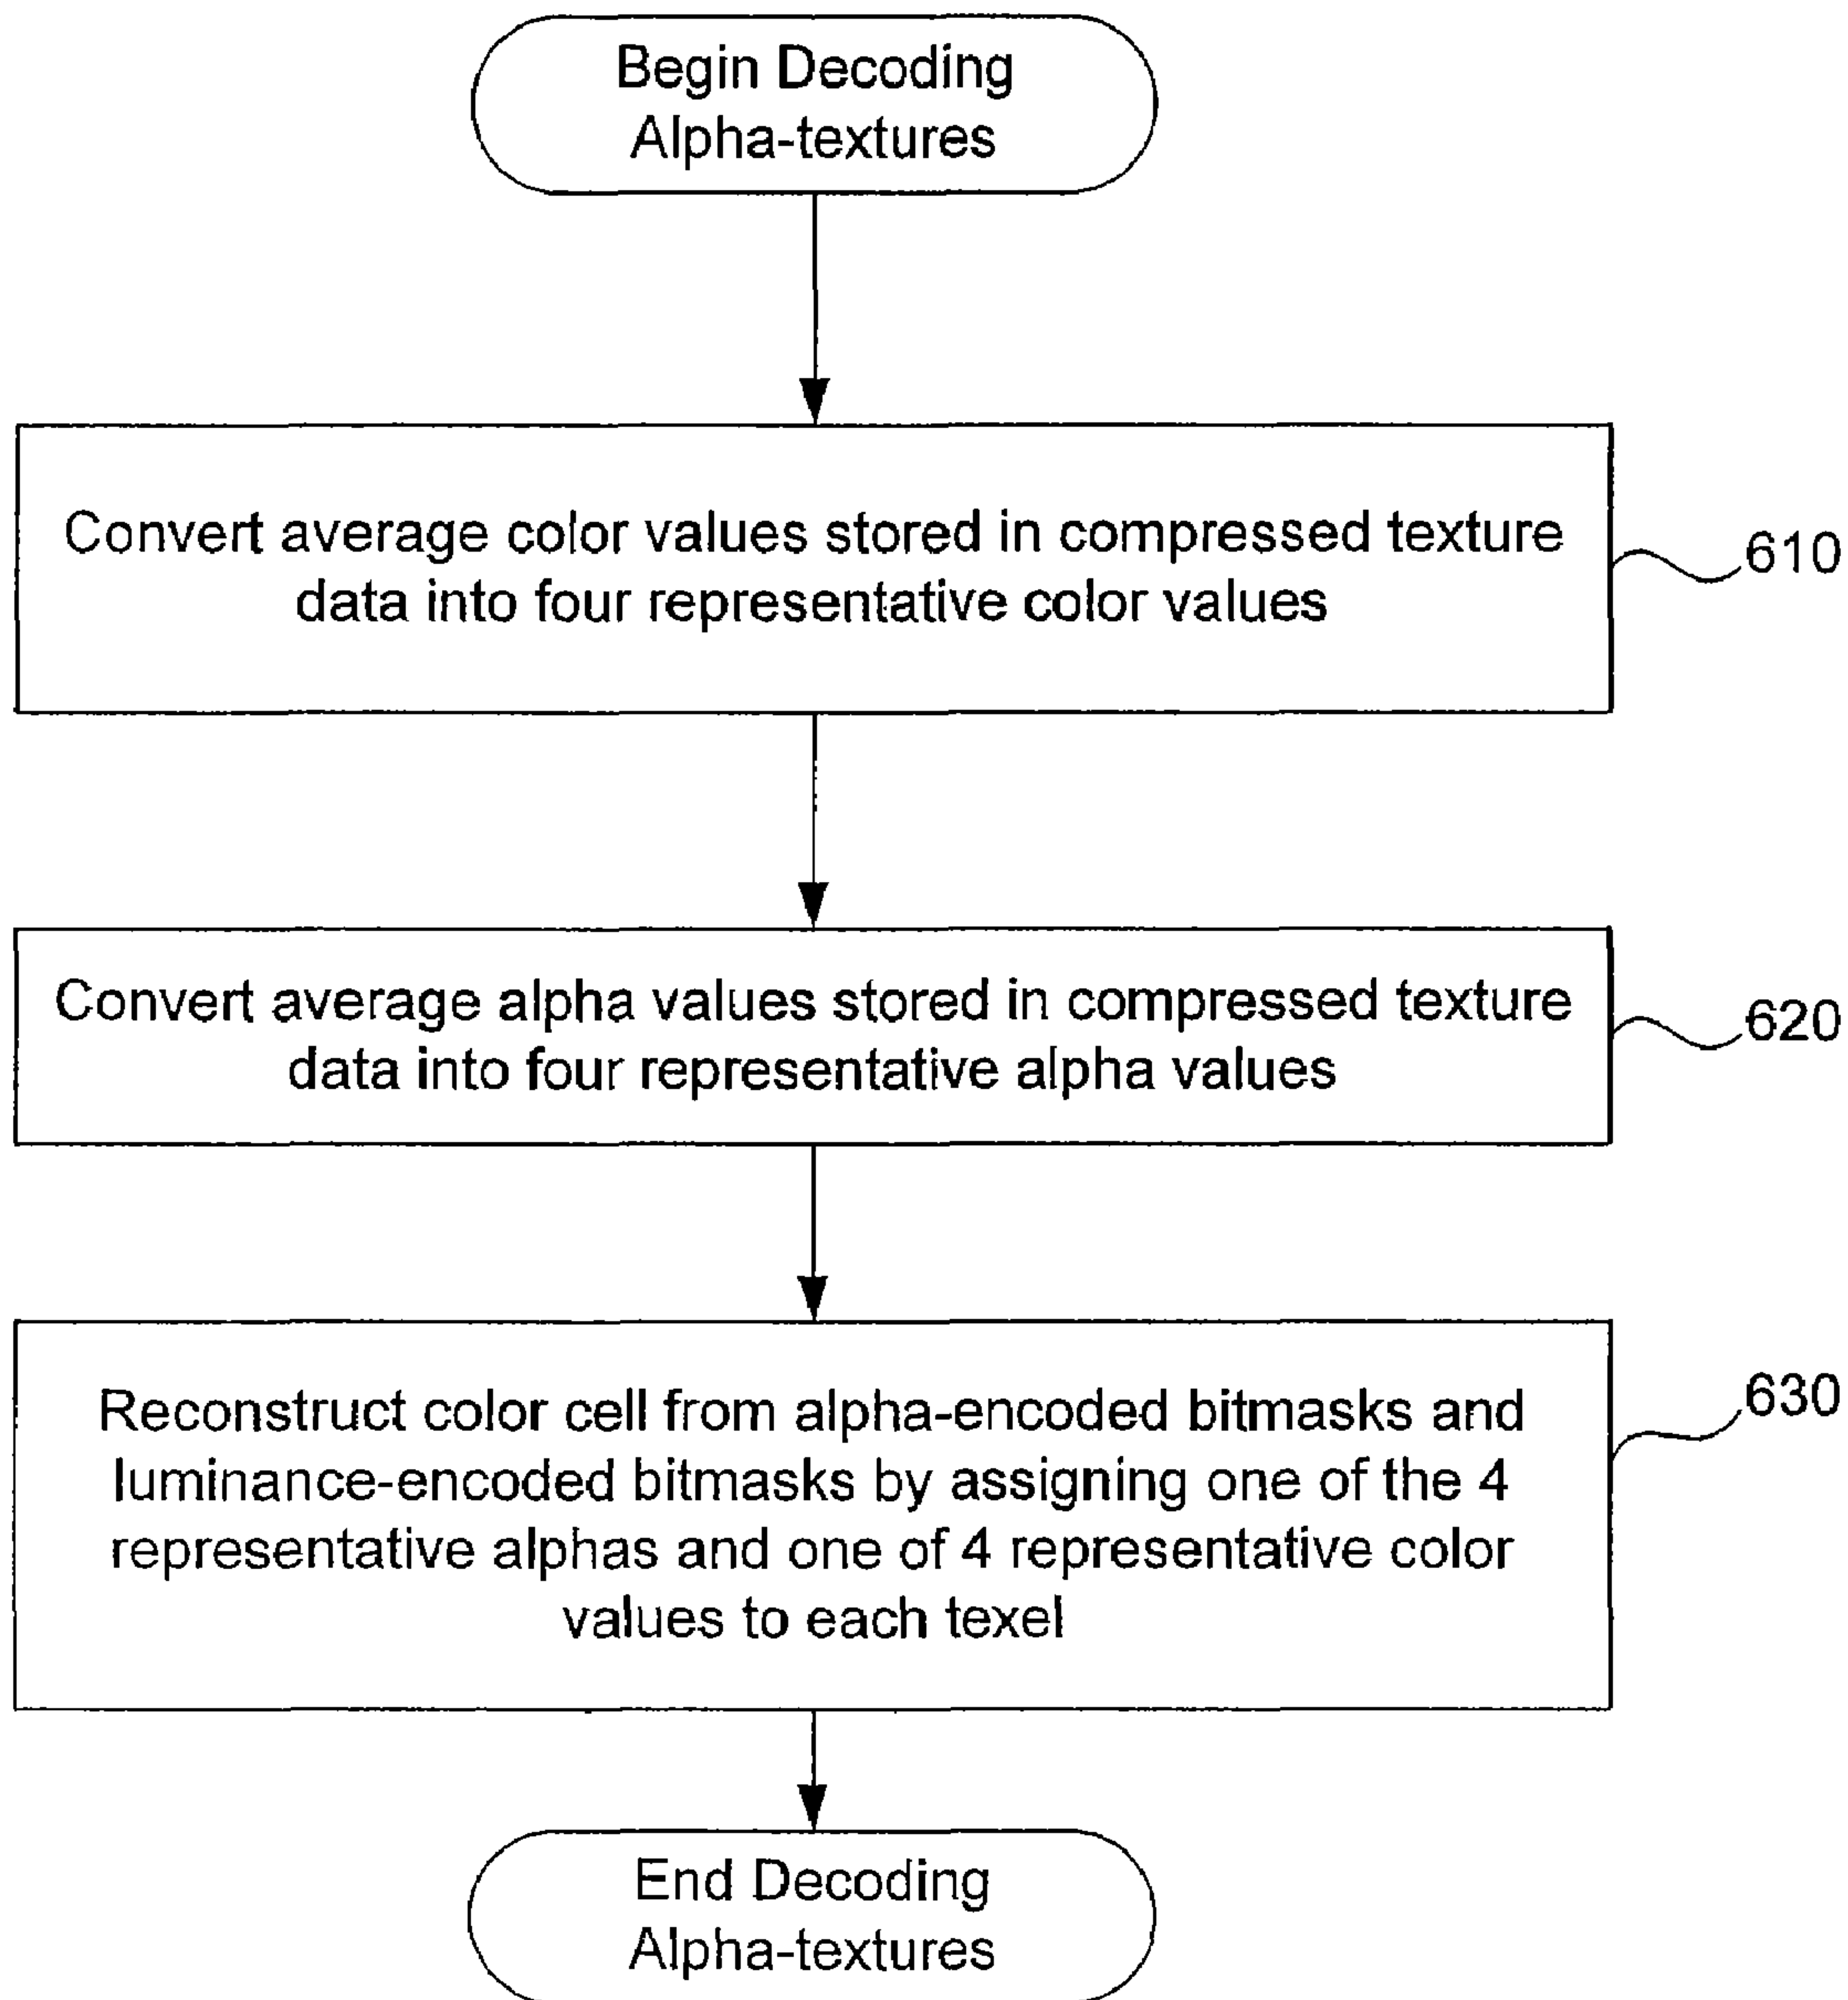 Begin Decoding
Alpha-textures
Convert average color values stored in compressed texture
data into four representative color values
610
Convert average alpha values stored in compressed texture
data into four representative alpha values
620
Reconstruct color cell from alpha-encoded bitmasks and
luminance-encoded bitmasks by assigning one of the 4
representative alphas and one of 4 representative color
values to each texel
630
End Decoding
Alpha-textures